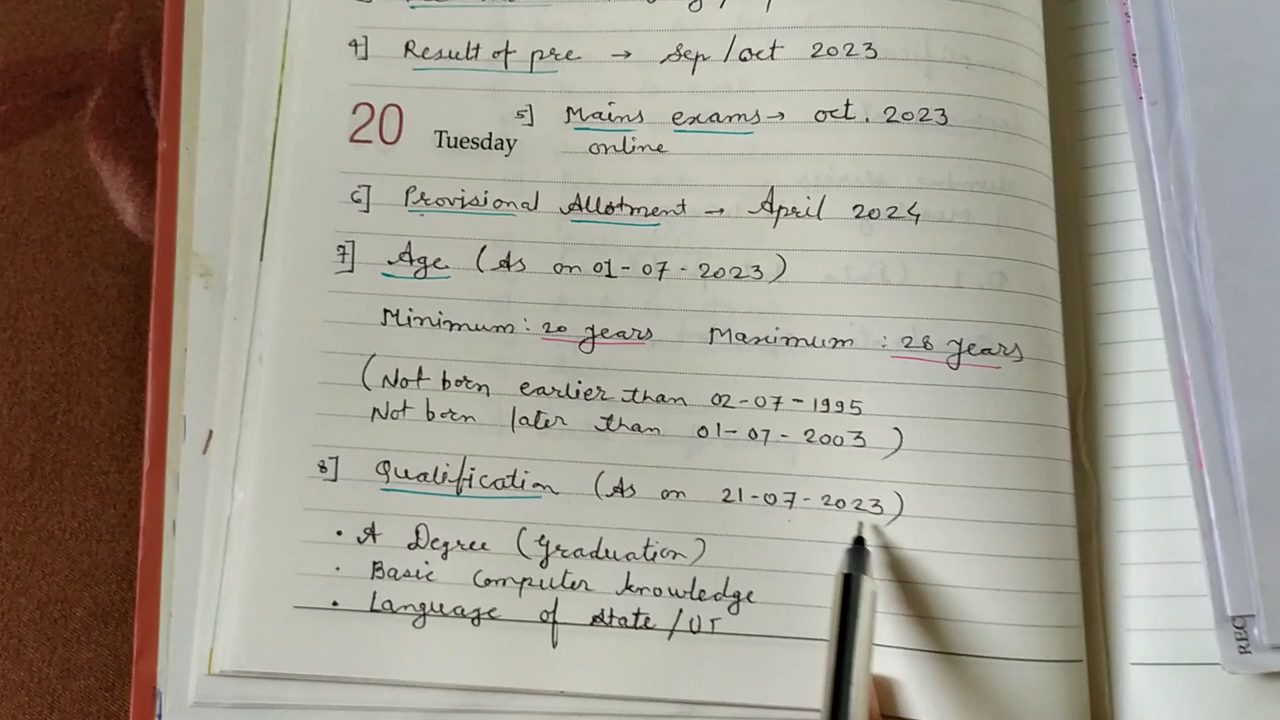 4] Result of pre → Sep/oct 2023
20 Tuesday 5] Mains exams → oct. 2023
online
6] Provisional Allotment → April 2024
7] Age (As on 01-07-2023)
Minimum: 20 years Maximum: 28 years
(Not born earlier than 02-07-1995
Not born later than 01-07-2003)
8] Qualification (As on 21-07-2023)
· A Degree (Graduation)
· Basic Computer knowledge
· Language of State/UT
REC